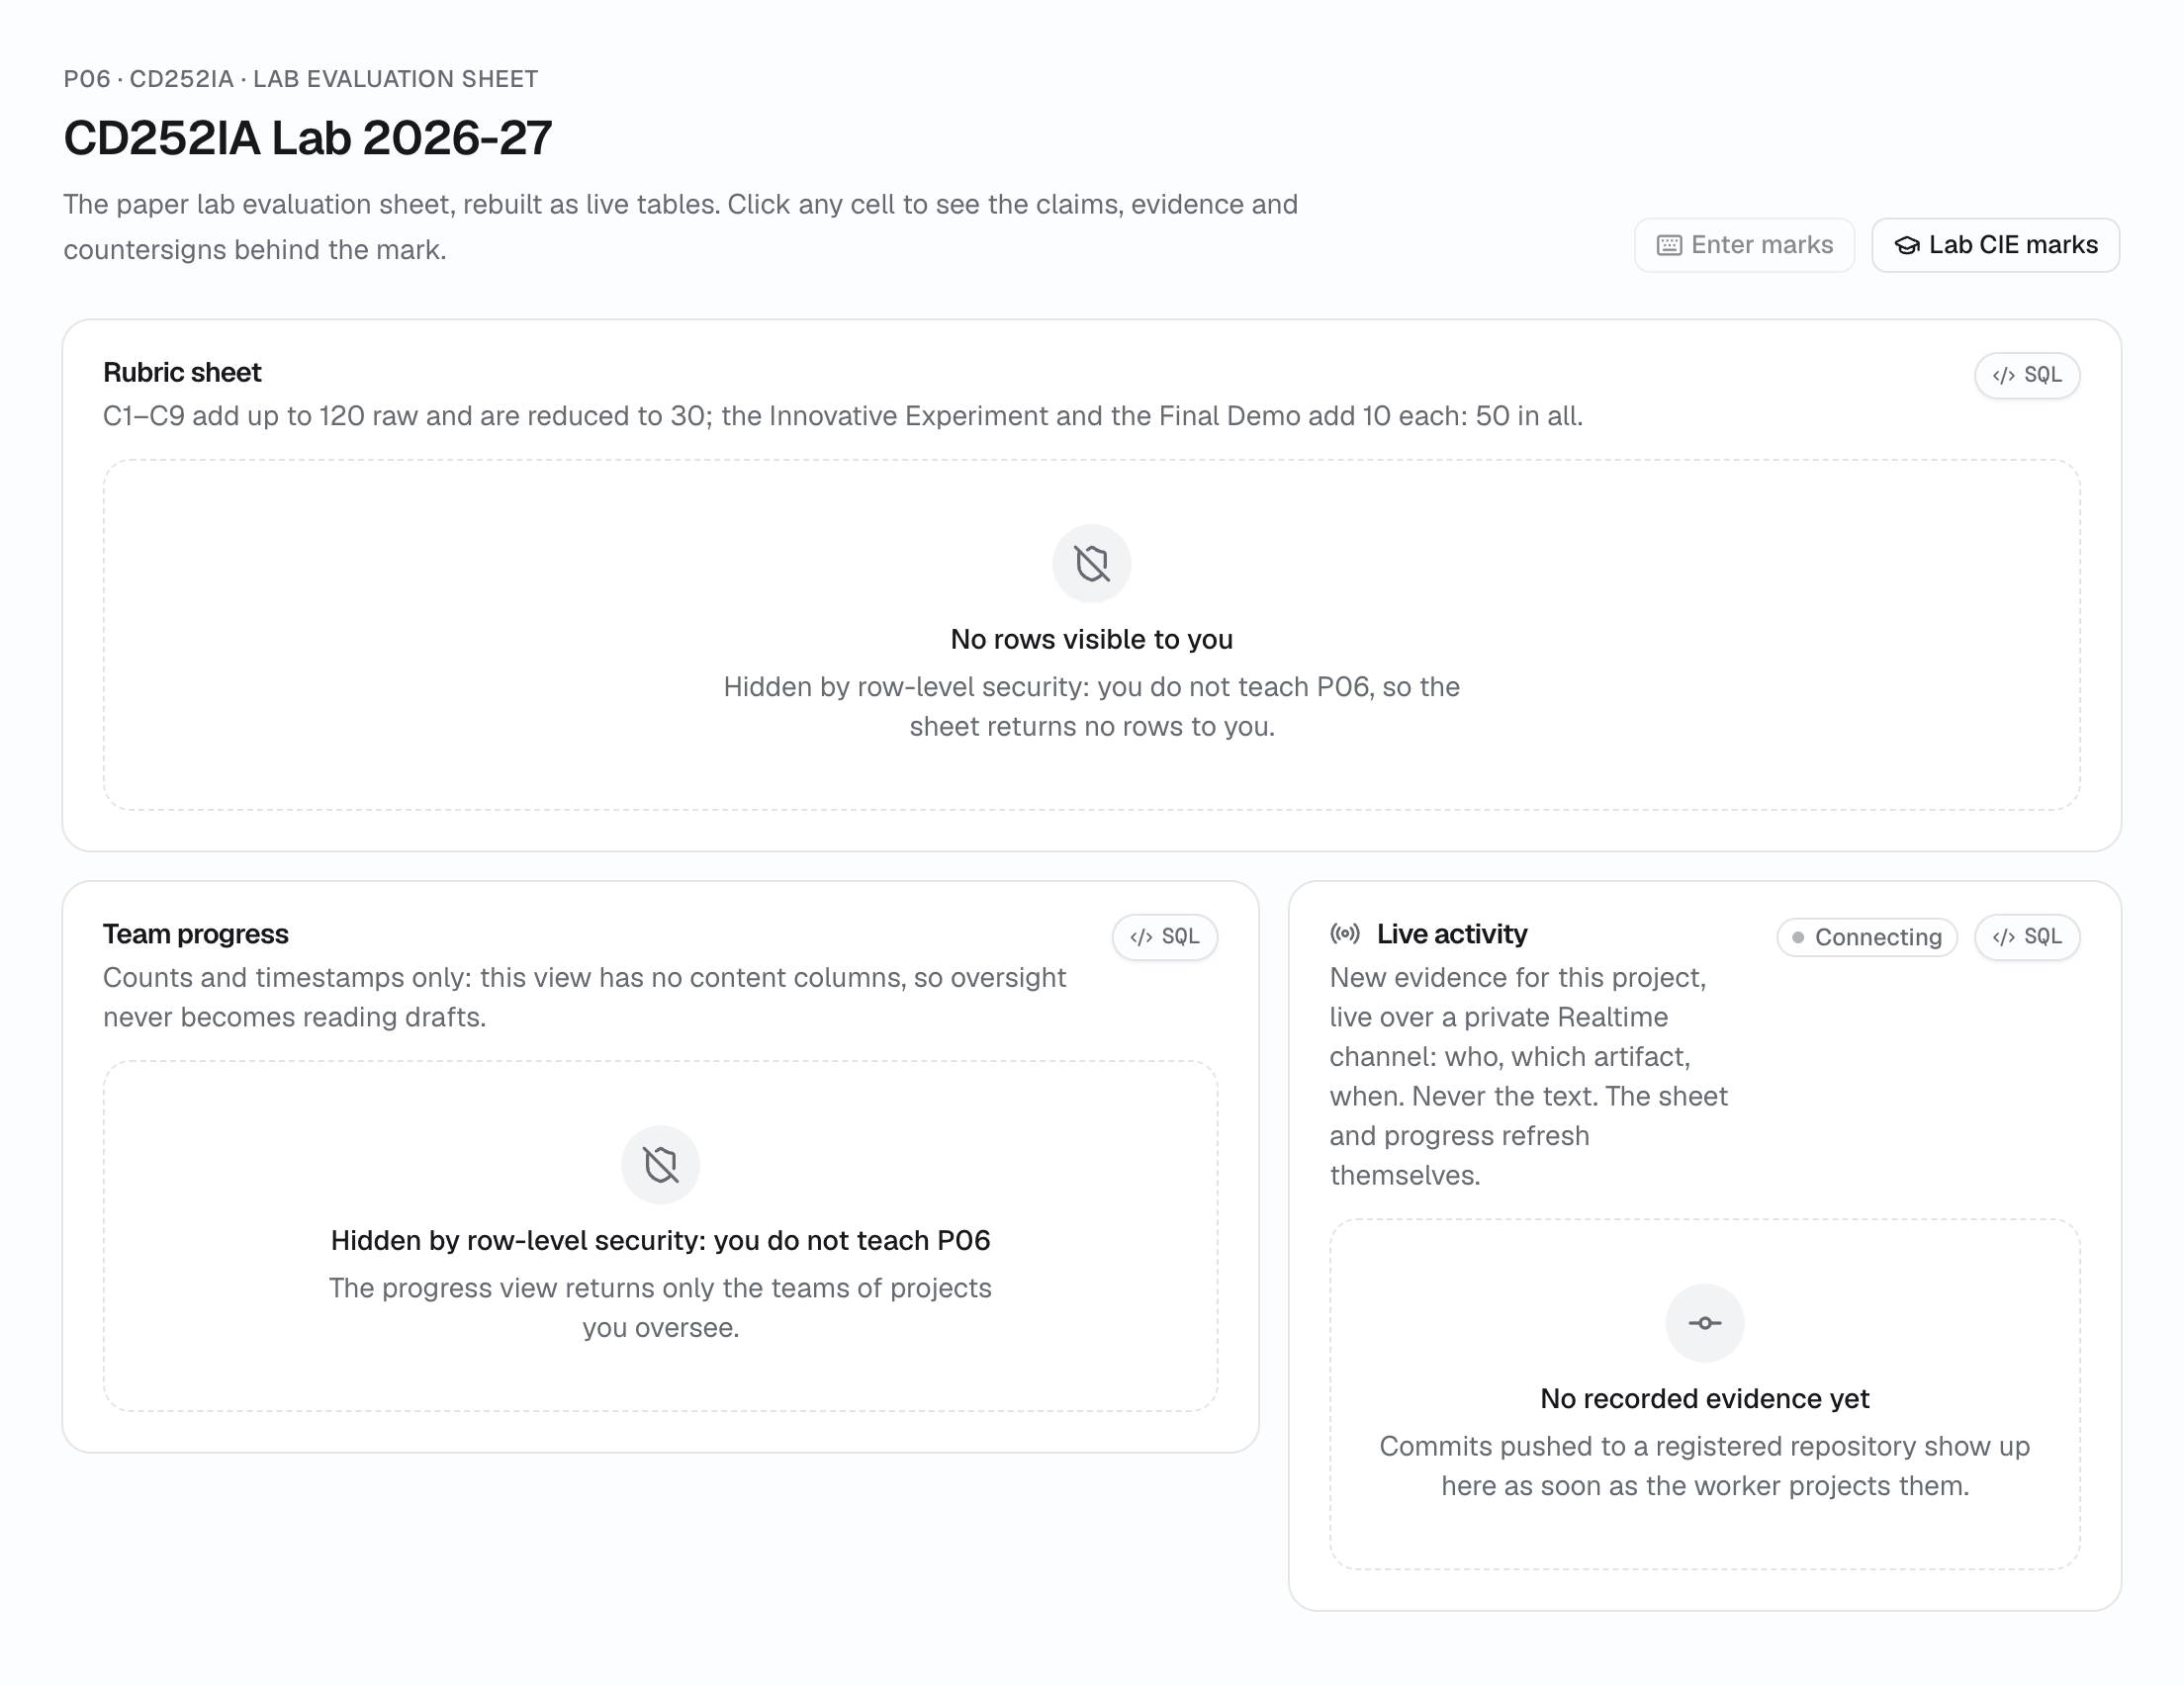 P06 · CD252IA · LAB EVALUATION SHEET
CD252IA Lab 2026-27
The paper lab evaluation sheet, rebuilt as live tables. Click any cell to see the claims, evidence and
countersigns behind the mark.
Enter marks
Lab CIE marks
Rubric sheet
SQL
C1–C9 add up to 120 raw and are reduced to 30; the Innovative Experiment and the Final Demo add 10 each: 50 in all.
No rows visible to you
Hidden by row-level security: you do not teach P06, so the
sheet returns no rows to you.
Team progress
SQL
Counts and timestamps only: this view has no content columns, so oversight
never becomes reading drafts.
Hidden by row-level security: you do not teach P06
The progress view returns only the teams of projects
you oversee.
Live activity
Connecting
SQL
New evidence for this project,
live over a private Realtime
channel: who, which artifact,
when. Never the text. The sheet
and progress refresh
themselves.
No recorded evidence yet
Commits pushed to a registered repository show up
here as soon as the worker projects them.